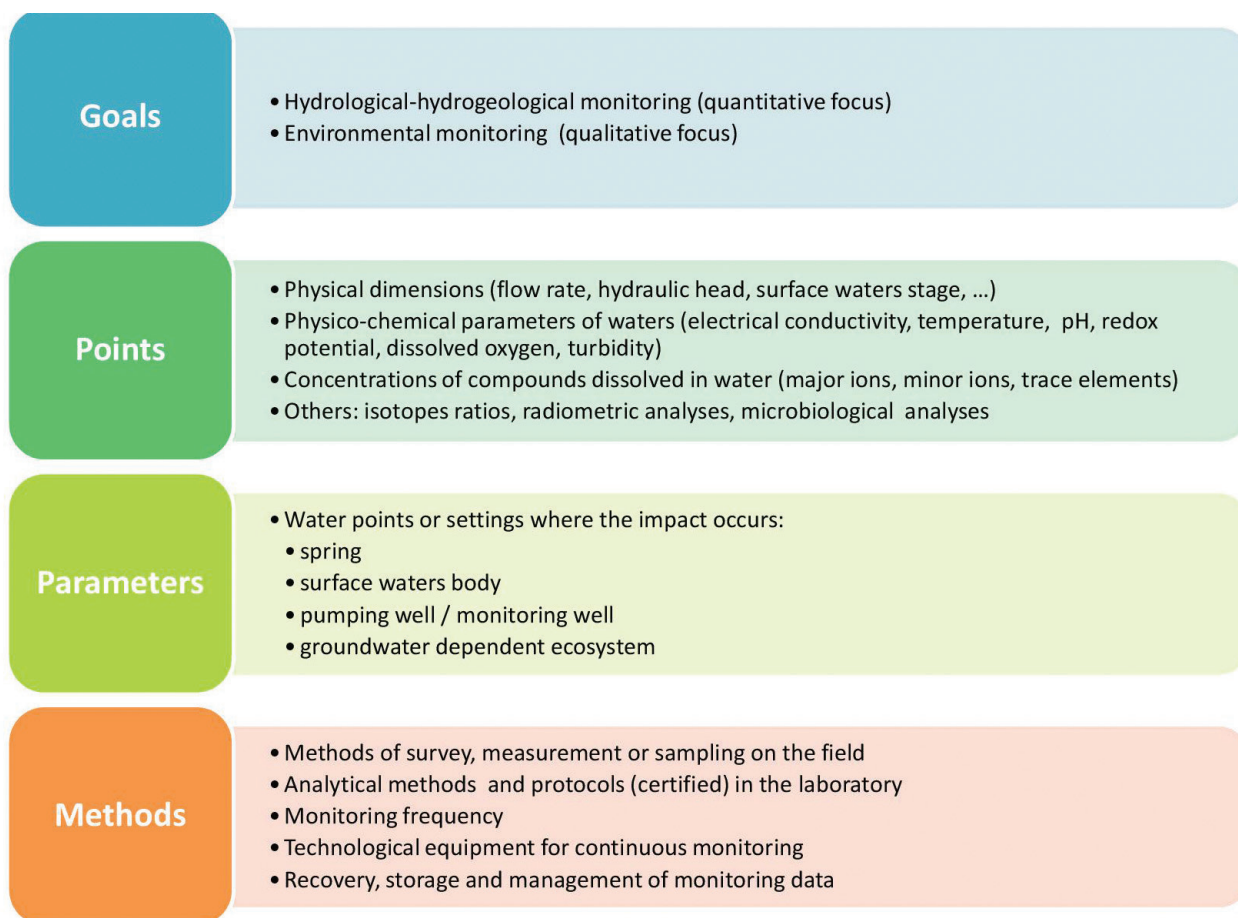 Goals
• Hydrological-hydrogeological monitoring (quantitative focus)
• Environmental monitoring (qualitative focus)
Points
• Physical dimensions (flow rate, hydraulic head, surface waters stage, …)
• Physico-chemical parameters of waters (electrical conductivity, temperature, pH, redox
potential, dissolved oxygen, turbidity)
• Concentrations of compounds dissolved in water (major ions, minor ions, trace elements)
• Others: isotopes ratios, radiometric analyses, microbiological analyses
Parameters
• Water points or settings where the impact occurs:
• spring
• surface waters body
• pumping well / monitoring well
• groundwater dependent ecosystem
Methods
• Methods of survey, measurement or sampling on the field
• Analytical methods and protocols (certified) in the laboratory
• Monitoring frequency
• Technological equipment for continuous monitoring
• Recovery, storage and management of monitoring data